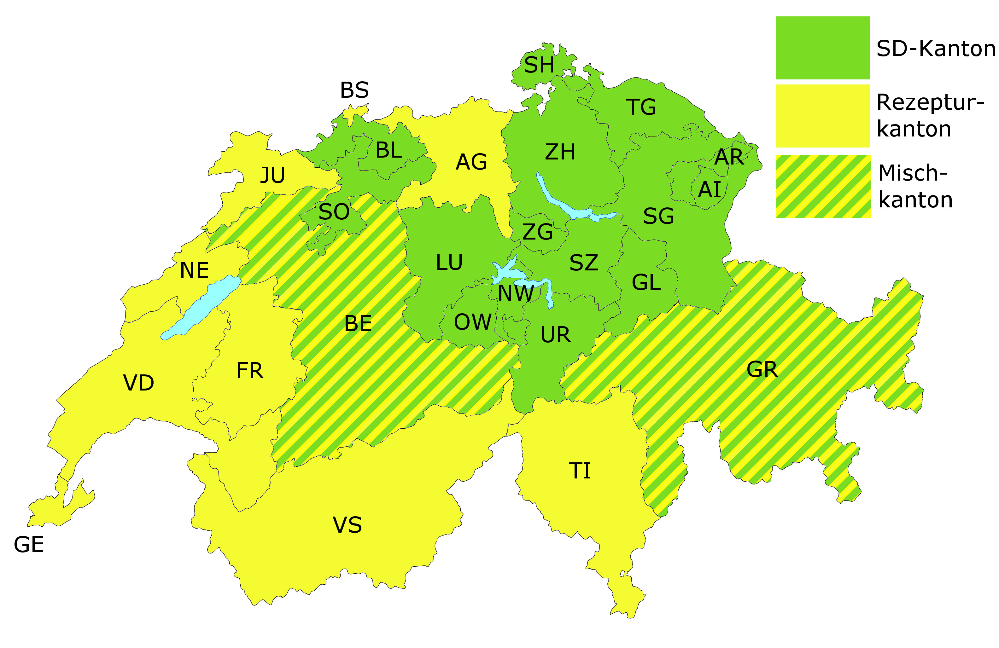 SD-Kanton
Rezeptur-
kanton
Misch-
kanton
SH
BS
TG
BL
ZH
AR
AG
JU
AI
SO
SG
ZG
LU
SZ
NE
GL
NW
OW
BE
UR
FR
GR
VD
TI
VS
GE